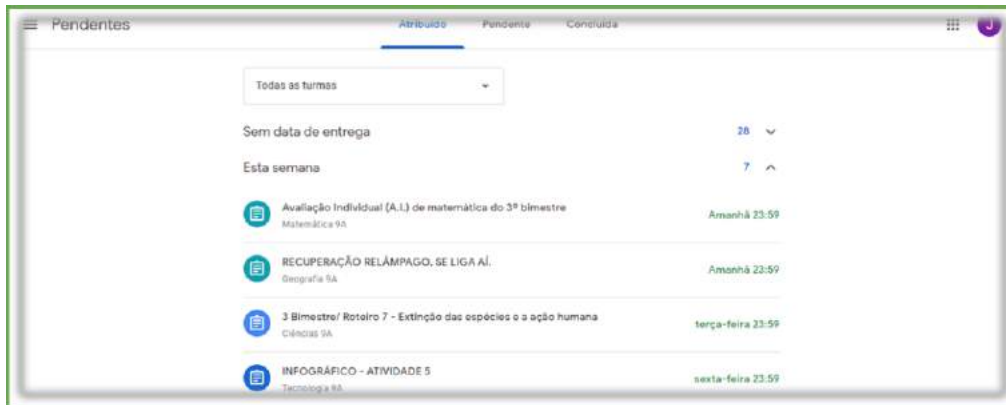 Pendentes
Atribuído Pendente Concluída
J
Todas as turmas
Sem data de entrega 28
Esta semana 7
Avaliação Individual (A.I.) de matemática do 3º bimestre
Amanhã 23:59
Matemática 9A
RECUPERAÇÃO RELÂMPAGO, SE LIGA AÍ.
Amanhã 23:59
Geografia 9A
3 Bimestre/ Roteiro 7 - Extinção das espécies e a ação humana
terça-feira 23:59
Ciências 9A
INFOGRÁFICO - ATIVIDADE 5
sexta-feira 23:59
Tecnologia 9A